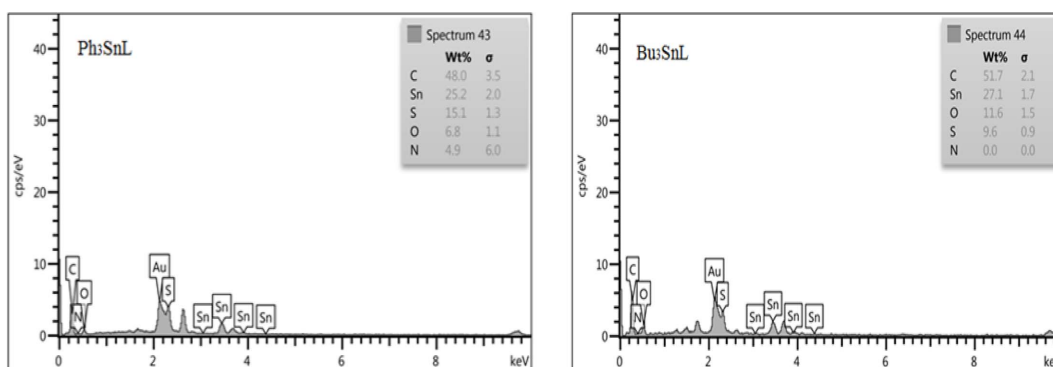 Ph3SnL
Spectrum 43
Wt% σ
C 48.0 3.5
Sn 25.2 2.0
S 15.1 1.3
O 6.8 1.1
N 4.9 6.0
cps/eV
40
30
20
10
0
C
O
N
Au
S
Sn
Sn
Sn
Sn
0 2 4 6 8 keV
Bu3SnL
Spectrum 44
Wt% σ
C 51.7 2.1
Sn 27.1 1.7
O 11.6 1.5
S 9.6 0.9
N 0.0 0.0
cps/eV
40
30
20
10
0
C
O
N
Au
S
Sn
Sn
Sn
Sn
0 2 4 6 8 ke